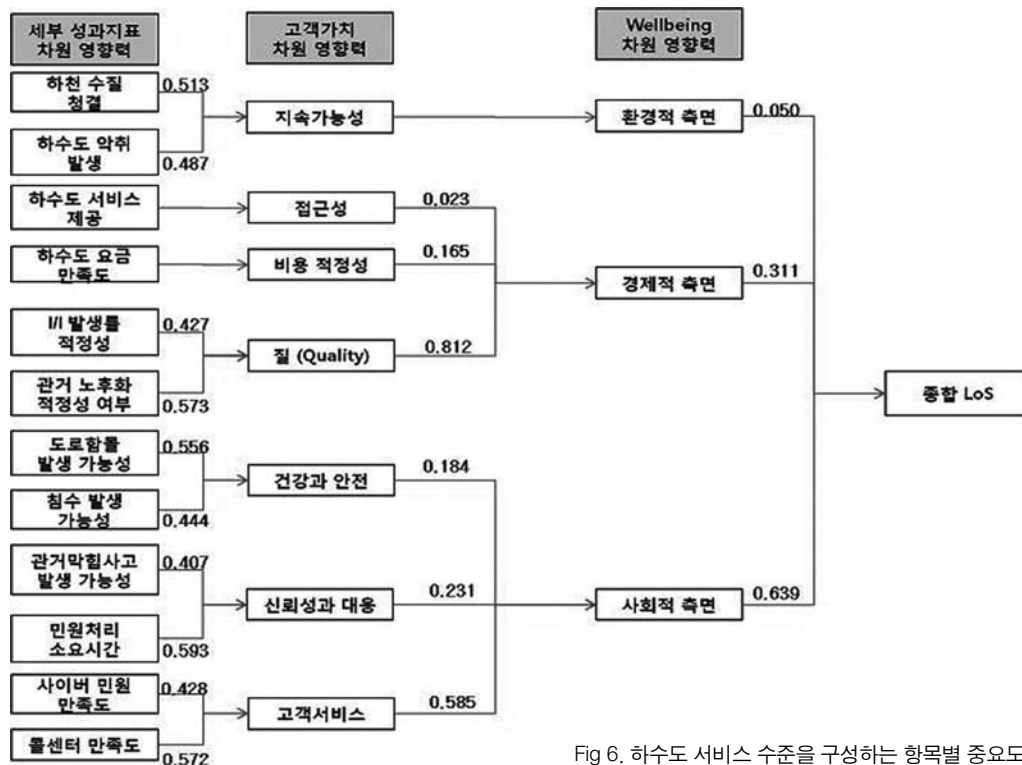 세부 성과지표
차원 영향력
고객가치
차원 영향력
Wellbeing
차원 영향력
하천 수질
청결
0.513
하수도 악취
발생
0.487
지속가능성
환경적 측면
0.050
하수도 서비스
제공
접근성
0.023
하수도 요금
만족도
비용 적정성
0.165
경제적 측면
0.311
I/I 발생률
적정성
0.427
질 (Quality)
0.812
관거 노후화
적정성 여부
0.573
종합 LoS
도로함몰
발생 가능성
0.556
건강과 안전
0.184
침수 발생
가능성
0.444
관거막힘사고
발생 가능성
0.407
신뢰성과 대응
0.231
사회적 측면
0.639
민원처리
소요시간
0.593
사이버 민원
만족도
0.428
고객서비스
0.585
콜센터 만족도
0.572
Fig 6. 하수도 서비스 수준을 구성하는 항목별 중요도